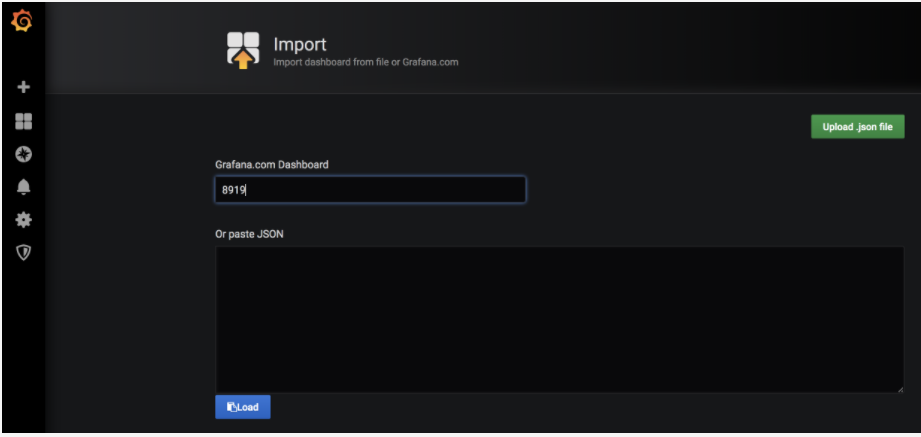 Import
Import dashboard from file or Grafana.com
Upload .json file
Grafana.com Dashboard
8919
Or paste JSON
Load